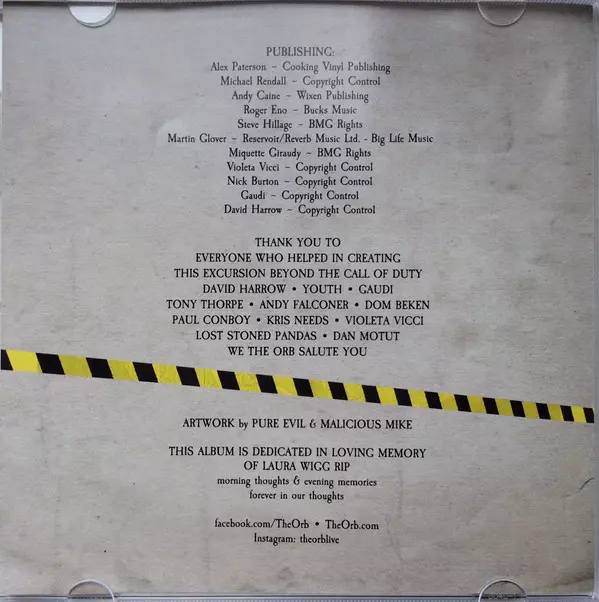 PUBLISHING:
Alex Paterson ~ Cooking Vinyl Publishing
Michael Rendall ~ Copyright Control
Andy Caine ~ Wixen Publishing
Roger Eno ~ Bucks Music
Steve Hillage ~ BMG Rights
Martin Glover ~ Reservoir/Reverb Music Ltd. - Big Life Music
Miquette Giraudy ~ BMG Rights
Violeta Vicci ~ Copyright Control
Nick Burton ~ Copyright Control
Gaudi ~ Copyright Control
David Harrow ~ Copyright Control
THANK YOU TO
EVERYONE WHO HELPED IN CREATING
THIS EXCURSION BEYOND THE CALL OF DUTY
DAVID HARROW • YOUTH • GAUDI
TONY THORPE • ANDY FALCONER • DOM BEKEN
PAUL CONBOY • KRIS NEEDS • VIOLETA VICCI
LOST STONED PANDAS • DAN MOTUT
WE THE ORB SALUTE YOU
ARTWORK by PURE EVIL & MALICIOUS MIKE
THIS ALBUM IS DEDICATED IN LOVING MEMORY
OF LAURA WIGG RIP
morning thoughts & evening memories
forever in our thoughts
facebook.com/TheOrb • TheOrb.com
Instagram: theorblive